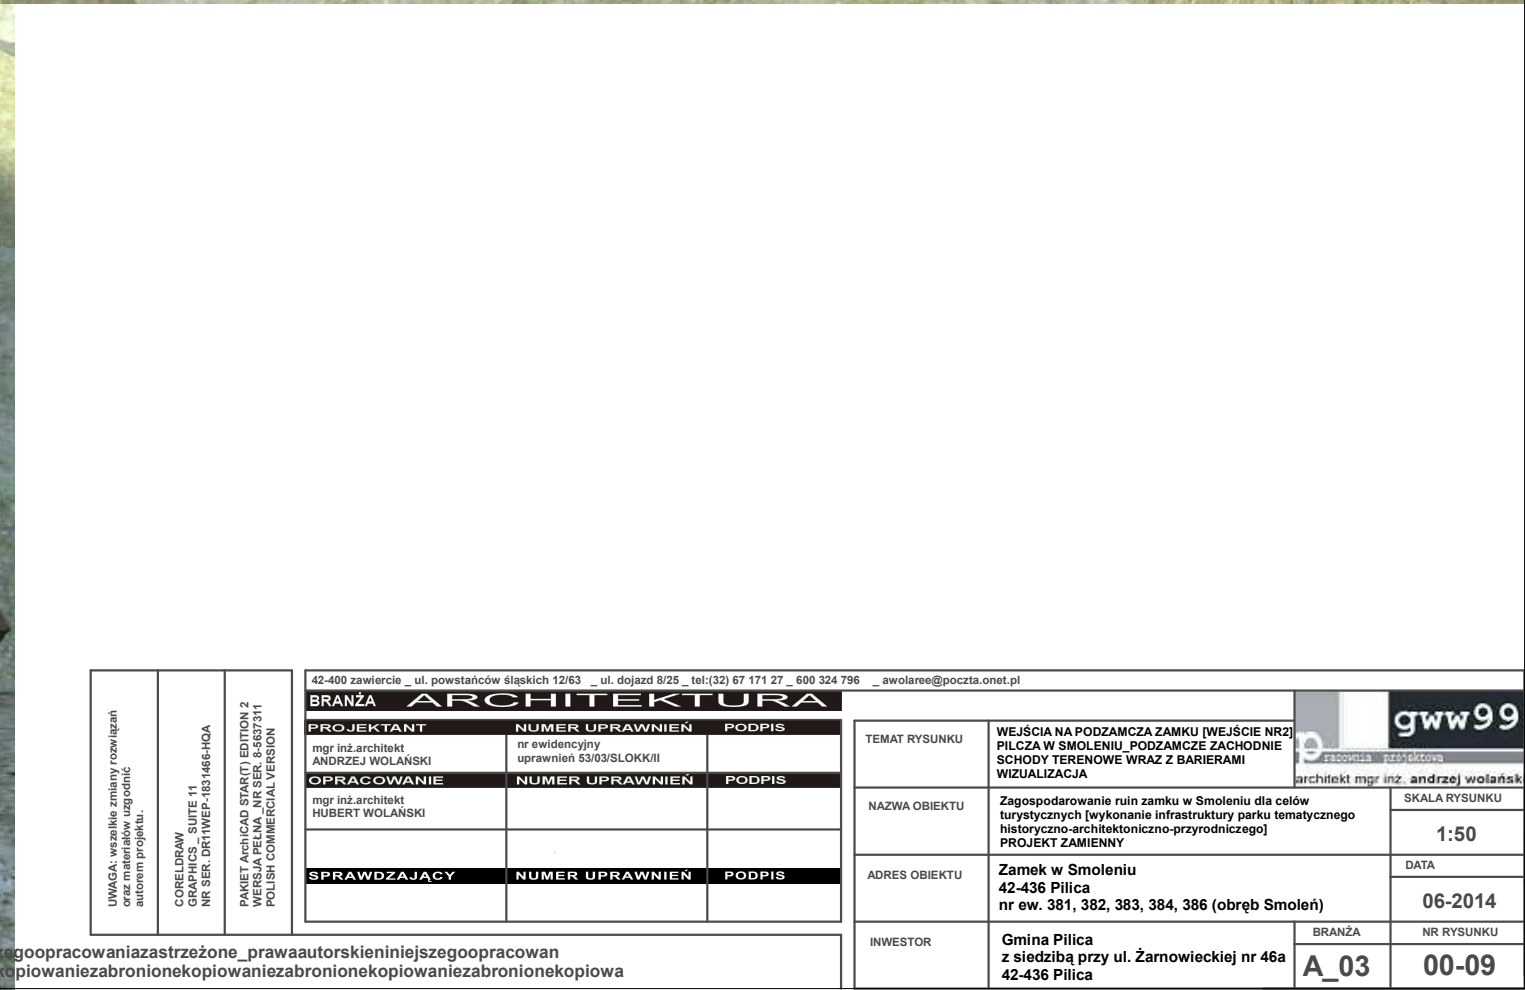 42-400 zawiercie _ ul. powstańców śląskich 12/63 _ ul. dojazd 8/25 _ tel:(32) 67 171 27 _ 600 324 796 _ awolaree@poczta.onet.pl
BRANŻA ARCHITEKTURA
PROJEKTANT NUMER UPRAWNIEŃ PODPIS
mgr inż.architekt
ANDRZEJ WOLAŃSKI
nr ewidencyjny
uprawnień 53/03/SLOKK/II
OPRACOWANIE NUMER UPRAWNIEŃ PODPIS
mgr inż.architekt
HUBERT WOLAŃSKI
SPRAWDZAJĄCY NUMER UPRAWNIEŃ PODPIS
UWAGA: wszelkie zmiany rozwiązań
oraz materiałów uzgodnić
autorem projektu.
CORELDRAW
GRAPHICS_ SUITE 11
NR SER. DR11WEP-1831466-HQA
PAKIET ArchiCAD STAR(T) EDITION 2
WERSJA PEŁNA_NR SER. 8-5637311
POLISH COMMERCIAL VERSION
TEMAT RYSUNKU
WEJŚCIA NA PODZAMCZA ZAMKU [WEJŚCIE NR2]
PILCZA W SMOLENIU_PODZAMCZE ZACHODNIE
SCHODY TERENOWE WRAZ Z BARIERAMI
WIZUALIZACJA
gww99
pracownia projektowa
architekt mgr inż. andrzej wolańsk
NAZWA OBIEKTU
Zagospodarowanie ruin zamku w Smoleniu dla celów
turystycznych [wykonanie infrastruktury parku tematycznego
historyczno-architektoniczno-przyrodniczego]
PROJEKT ZAMIENNY
SKALA RYSUNKU
1:50
ADRES OBIEKTU
Zamek w Smoleniu
42-436 Pilica
nr ew. 381, 382, 383, 384, 386 (obręb Smoleń)
DATA
06-2014
INWESTOR
Gmina Pilica
z siedzibą przy ul. Żarnowieckiej nr 46a
42-436 Pilica
BRANŻA
A_03
NR RYSUNKU
00-09
zegoopracowaniazastrzeżone_prawaautorskieniniejszegoopracowan
kopiowaniezabronionekopiowaniezabronionekopiowaniezabronionekopiowa